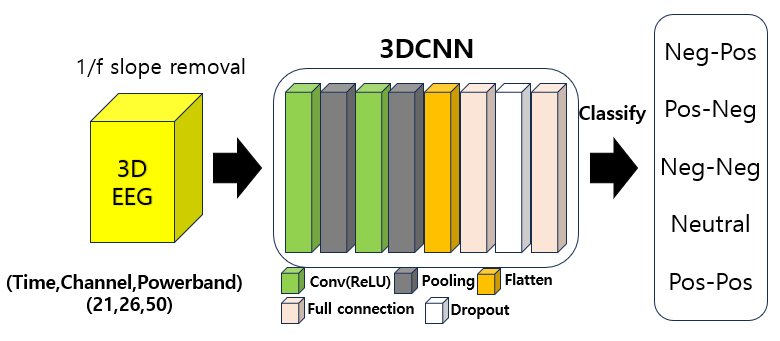 3DCNN
1/f slope removal
3D
EEG
(Time,Channel,Powerband)
(21,26,50)
Classify
Neg-Pos
Pos-Neg
Neg-Neg
Neutral
Pos-Pos
Conv(ReLU)
Pooling
Flatten
Full connection
Dropout